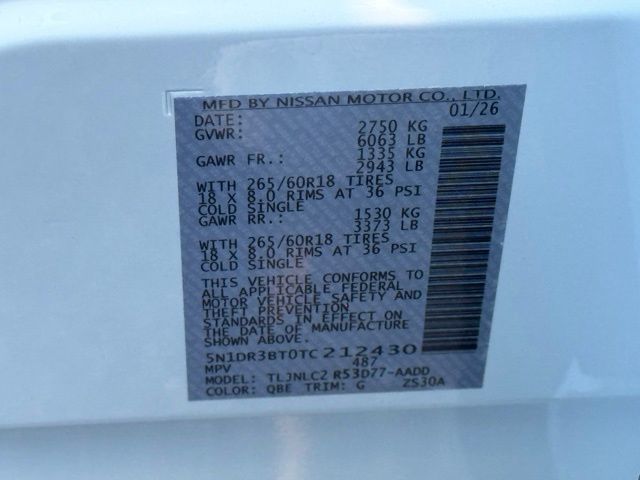 MFD BY NISSAN MOTOR CO., LTD.
DATE: 01/26
GVWR: 2750 KG
6063 LB
GAWR FR.: 1335 KG
2943 LB
WITH 265/60R18 TIRES
18 X 8.0 RIMS AT 36 PSI
COLD SINGLE
GAWR RR.: 1530 KG
3373 LB
WITH 265/60R18 TIRES
18 X 8.0 RIMS AT 36 PSI
COLD SINGLE
THIS VEHICLE CONFORMS TO
ALL APPLICABLE FEDERAL
MOTOR VEHICLE SAFETY AND
THEFT PREVENTION
STANDARDS IN EFFECT ON
DATE OF MANUFACTURE
SHOWN ABOVE.
5N1DR3BT0TC212430
MPV 487
MODEL: TLJNLC2 R53D77-AADD
COLOR: QBE TRIM: G ZS30A